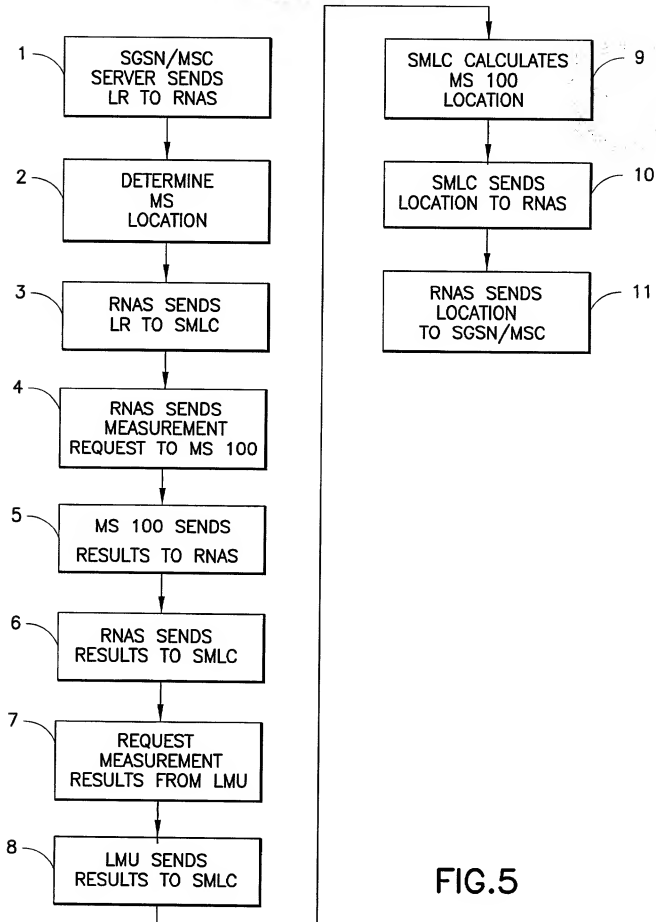 1
SGSN/MSC
SERVER SENDS
LR TO RNAS
2
DETERMINE
MS
LOCATION
3
RNAS SENDS
LR TO SMLC
4
RNAS SENDS
MEASUREMENT
REQUEST TO MS 100
5
MS 100 SENDS
RESULTS TO RNAS
6
RNAS SENDS
RESULTS TO SMLC
7
REQUEST
MEASUREMENT
RESULTS FROM LMU
8
LMU SENDS
RESULTS TO SMLC
SMLC CALCULATES
MS 100
LOCATION
9
SMLC SENDS
LOCATION TO RNAS
10
RNAS SENDS
LOCATION
TO SGSN/MSC
11
FIG.5